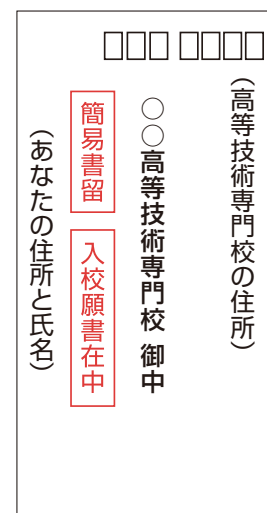 □□□ □□□□
（高等技術専門校の住所）
○○高等技術専門校 御中
簡易書留
入校願書在中
（あなたの住所と氏名）